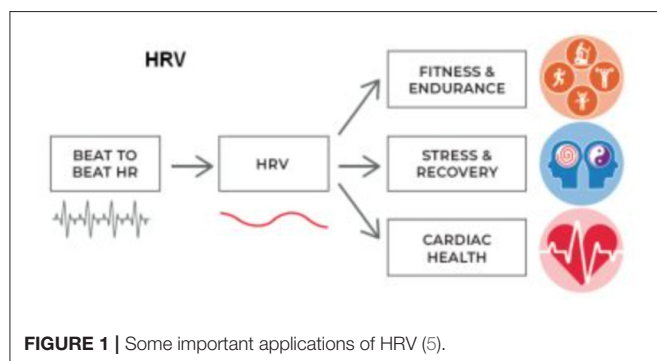 HRV
FITNESS &
ENDURANCE
BEAT TO
BEAT HR
HRV
STRESS &
RECOVERY
CARDIAC
HEALTH
FIGURE 1 | Some important applications of HRV (5).